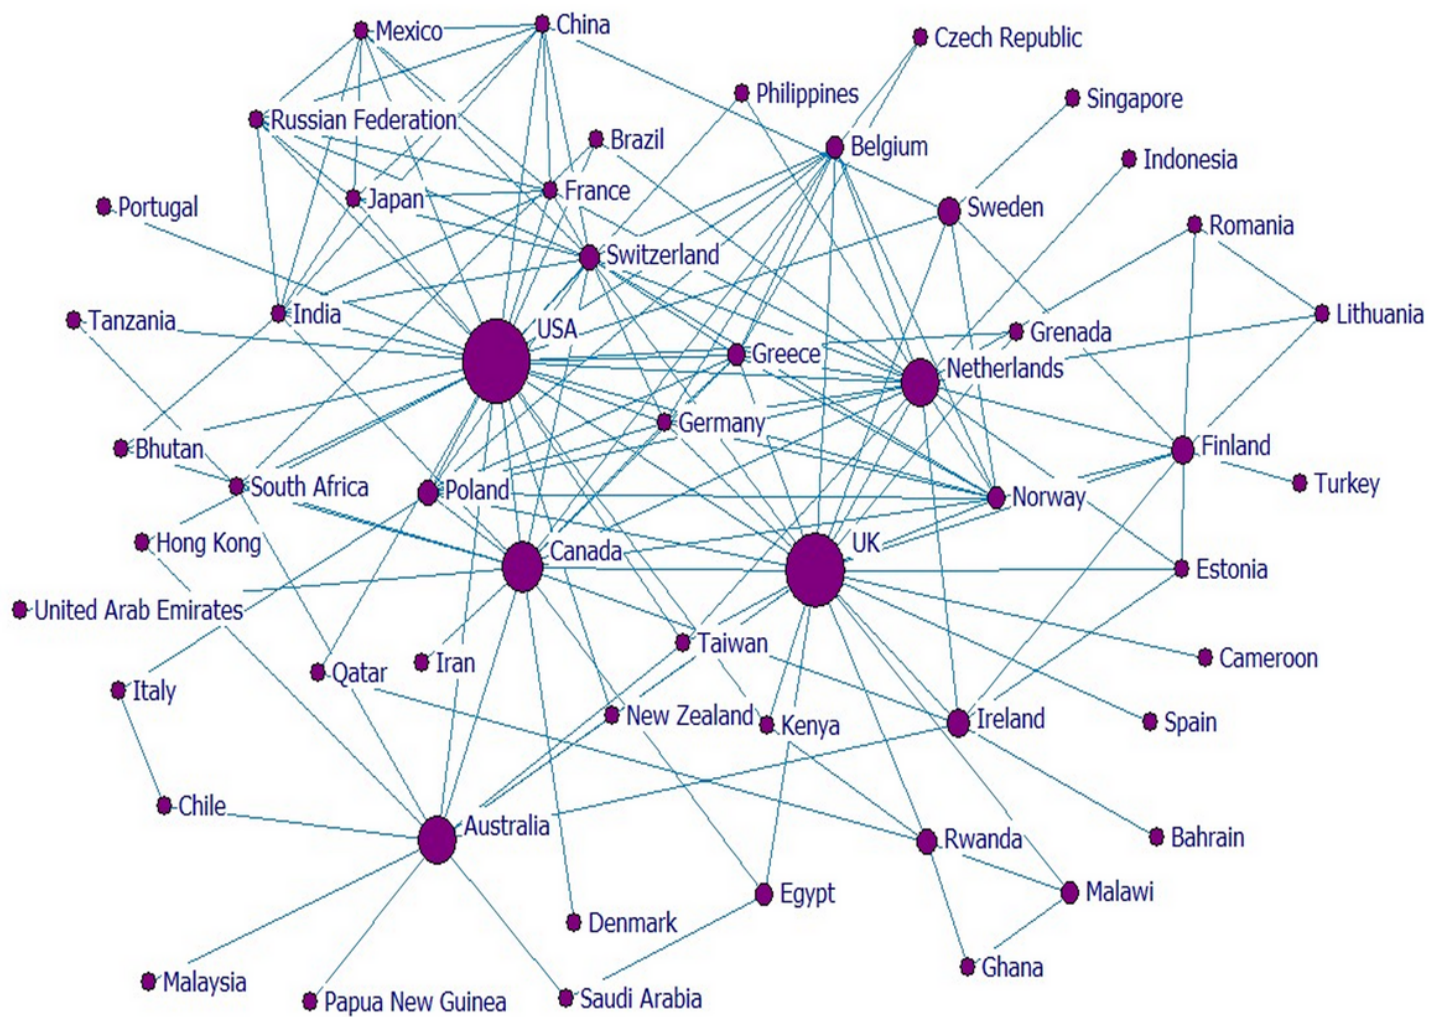 Mexico
China
Czech Republic
Philippines
Singapore
Russian Federation
Brazil
Belgium
Indonesia
Portugal
Japan
France
Sweden
Romania
Switzerland
Tanzania
India
USA
Greece
Grenada
Lithuania
Netherlands
Germany
Bhutan
Finland
South Africa
Poland
Norway
Turkey
Hong Kong
Canada
UK
Estonia
United Arab Emirates
Taiwan
Cameroon
Italy
Qatar
Iran
New Zealand
Kenya
Ireland
Spain
Chile
Australia
Rwanda
Bahrain
Egypt
Malawi
Denmark
Ghana
Malaysia
Papua New Guinea
Saudi Arabia